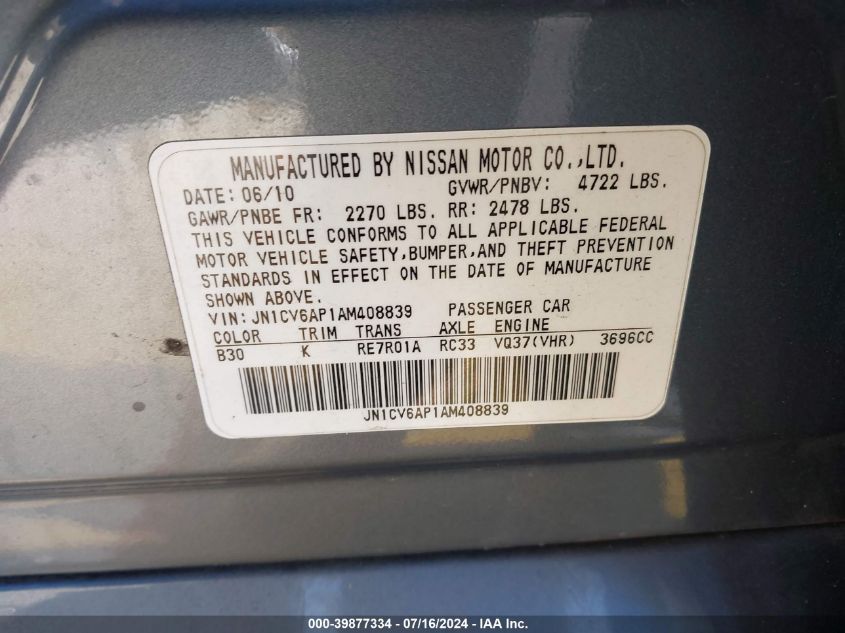 MANUFACTURED BY NISSAN MOTOR CO.,LTD.
DATE: 06/10 GVWR/PNBV: 4722 LBS.
GAWR/PNBE FR: 2270 LBS. RR: 2478 LBS.
THIS VEHICLE CONFORMS TO ALL APPLICABLE FEDERAL
MOTOR VEHICLE SAFETY,BUMPER,AND THEFT PREVENTION
STANDARDS IN EFFECT ON THE DATE OF MANUFACTURE
SHOWN ABOVE.
VIN: JN1CV6AP1AM408839 PASSENGER CAR
COLOR TRIM TRANS AXLE ENGINE
B30 K RE7R01A RC33 VQ37(VHR) 3696CC
JN1CV6AP1AM408839
000-39877334 - 07/16/2024 - IAA Inc.